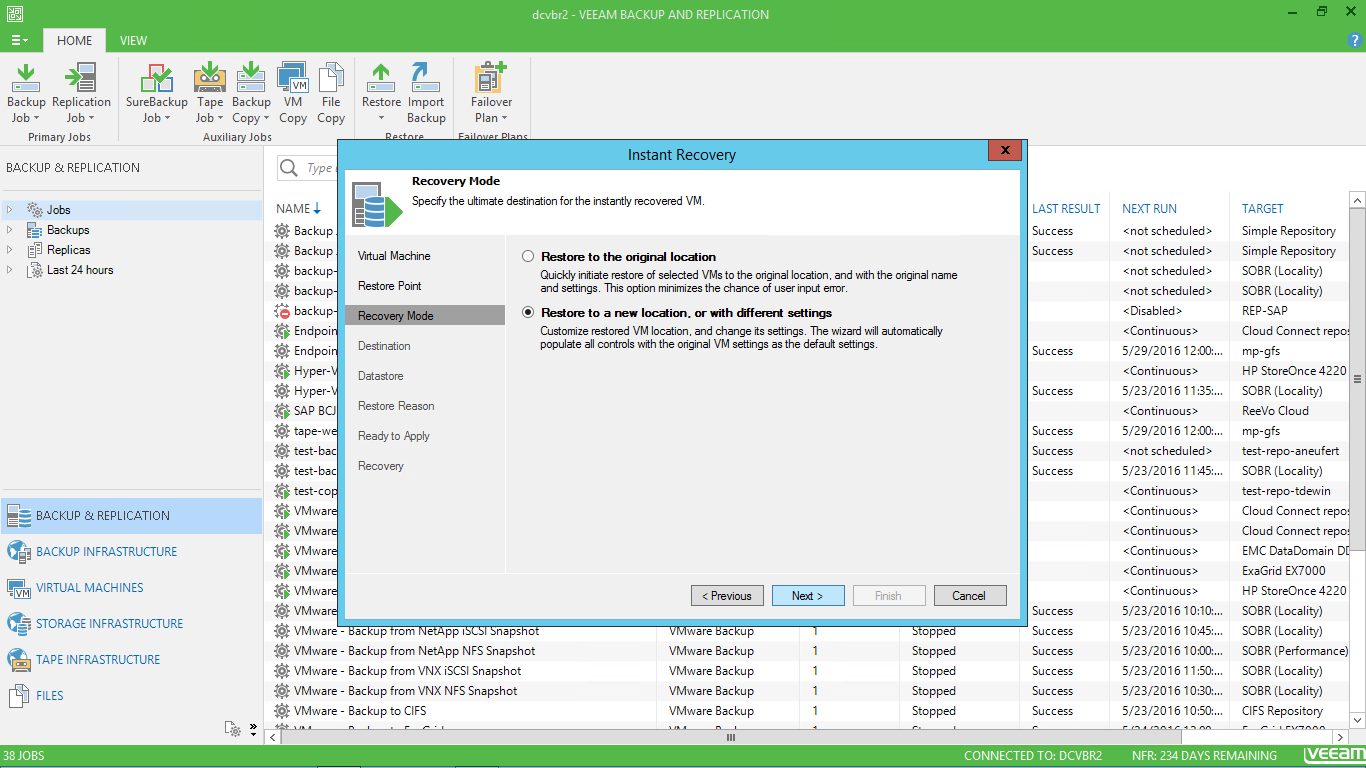 dcvbr2 - VEEAM BACKUP AND REPLICATION
HOME VIEW
Backup Job
Replication Job
SureBackup Job
Tape Job
Backup Copy
VM Copy
File Copy
Restore
Import Backup
Failover Plan
Primary Jobs
Auxiliary Jobs
Restore
Failover Plans
BACKUP & REPLICATION
Jobs
Backups
Replicas
Last 24 hours
BACKUP & REPLICATION
BACKUP INFRASTRUCTURE
VIRTUAL MACHINES
STORAGE INFRASTRUCTURE
TAPE INFRASTRUCTURE
FILES
Type
Instant Recovery
Recovery Mode
Specify the ultimate destination for the instantly recovered VM.
Virtual Machine
Restore Point
Recovery Mode
Destination
Datastore
Restore Reason
Ready to Apply
Recovery
Restore to the original location
Quickly initiate restore of selected VMs to the original location, and with the original name
and settings. This option minimizes the chance of user input error.
Restore to a new location, or with different settings
Customize restored VM location, and change its settings. The wizard will automatically
populate all controls with the original VM settings as the default settings.
< Previous Next > Finish Cancel
NAME LAST RESULT NEXT RUN TARGET
Backup Success <not scheduled> Simple Repository
Backup Success <not scheduled> Simple Repository
backup- <not scheduled> SOBR (Locality)
backup- <not scheduled> SOBR (Locality)
backup- <Disabled> REP-SAP
Endpoin <Continuous> Cloud Connect repos
Endpoin Success 5/29/2016 12:00:... mp-gfs
Hyper-V <Continuous> HP StoreOnce 4220
Hyper-V Success 5/23/2016 11:35:... SOBR (Locality)
SAP BCJ <Continuous> ReeVo Cloud
tape-we Success 5/29/2016 12:00:... mp-gfs
test-bac Success <not scheduled> test-repo-aneufert
test-bac Success 5/23/2016 11:45:... SOBR (Locality)
test-cop <Continuous> test-repo-tdewin
VMware <Continuous> Cloud Connect repos
VMware <Continuous> Cloud Connect repos
VMware <Continuous> EMC DataDomain DD
VMware <Continuous> ExaGrid EX7000
VMware <Continuous> HP StoreOnce 4220
VMware Success 5/23/2016 10:10:... SOBR (Locality)
VMware - Backup from NetApp iSCSI Snapshot VMware Backup 1 Stopped Success 5/23/2016 10:45:... SOBR (Locality)
VMware - Backup from NetApp NFS Snapshot VMware Backup 1 Stopped Success 5/23/2016 10:00:... SOBR (Performance)
VMware - Backup from VNX iSCSI Snapshot VMware Backup 1 Stopped Success 5/23/2016 11:50:... SOBR (Locality)
VMware - Backup from VNX NFS Snapshot VMware Backup 1 Stopped Success 5/23/2016 10:30:... SOBR (Locality)
VMware - Backup to CIFS VMware Backup 1 Stopped Success 5/23/2016 10:50:... CIFS Repository
38 JOBS CONNECTED TO: DCVBR2 NFR: 234 DAYS REMAINING veeam